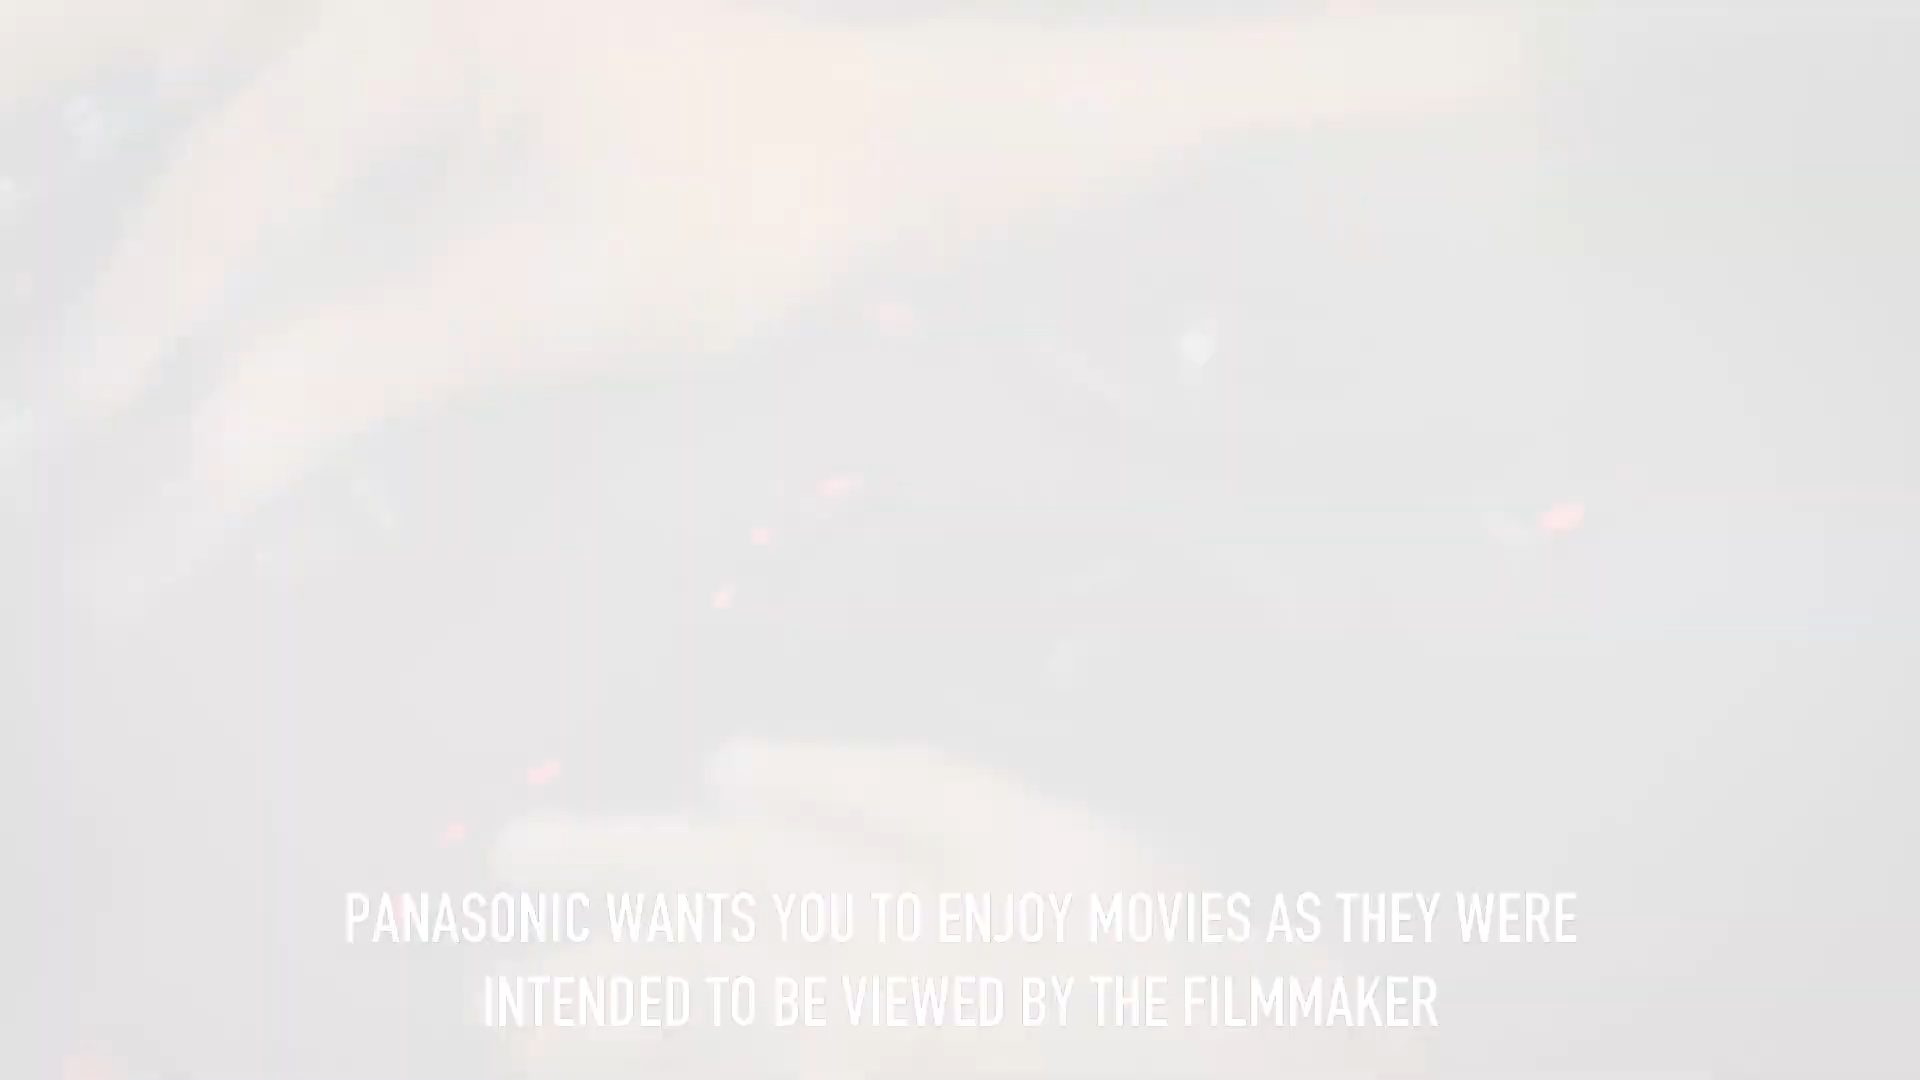 PANASONIC WANTS YOU TO ENJOY MOVIES AS THEY WERE
INTENDED TO BE VIEWED BY THE FILMMAKER